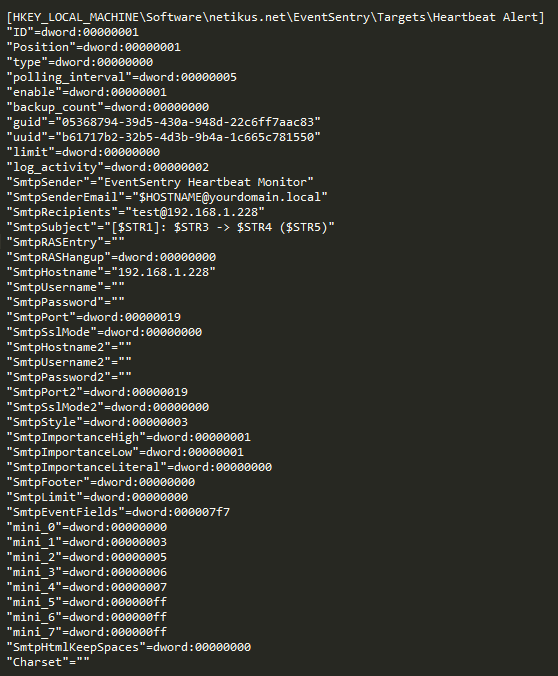 [HKEY_LOCAL_MACHINE\Software\netikus.net\EventSentry\Targets\Heartbeat Alert]
"ID"=dword:00000001
"Position"=dword:00000001
"type"=dword:00000000
"polling_interval"=dword:00000005
"enable"=dword:00000001
"backup_count"=dword:00000000
"guid"="05368794-39d5-430a-948d-22c6ff7aac83"
"uuid"="b61717b2-32b5-4d3b-9b4a-1c665c781550"
"limit"=dword:00000000
"log_activity"=dword:00000002
"SmtpSender"="EventSentry Heartbeat Monitor"
"SmtpSenderEmail"="$HOSTNAME@yourdomain.local"
"SmtpRecipients"="test@192.168.1.228"
"SmtpSubject"="[$STR1]: $STR3 -> $STR4 ($STR5)"
"SmtpRASEntry"=""
"SmtpRASHangup"=dword:00000000
"SmtpHostname"="192.168.1.228"
"SmtpUsername"=""
"SmtpPassword"=""
"SmtpPort"=dword:00000019
"SmtpSslMode"=dword:00000000
"SmtpHostname2"=""
"SmtpUsername2"=""
"SmtpPassword2"=""
"SmtpPort2"=dword:00000019
"SmtpSslMode2"=dword:00000000
"SmtpStyle"=dword:00000003
"SmtpImportanceHigh"=dword:00000001
"SmtpImportanceLow"=dword:00000001
"SmtpImportanceLiteral"=dword:00000000
"SmtpFooter"=dword:00000000
"SmtpLimit"=dword:00000000
"SmtpEventFields"=dword:000007f7
"mini_0"=dword:00000000
"mini_1"=dword:00000003
"mini_2"=dword:00000005
"mini_3"=dword:00000006
"mini_4"=dword:00000007
"mini_5"=dword:000000ff
"mini_6"=dword:000000ff
"mini_7"=dword:000000ff
"SmtpHtmlKeepSpaces"=dword:00000000
"Charset"=""